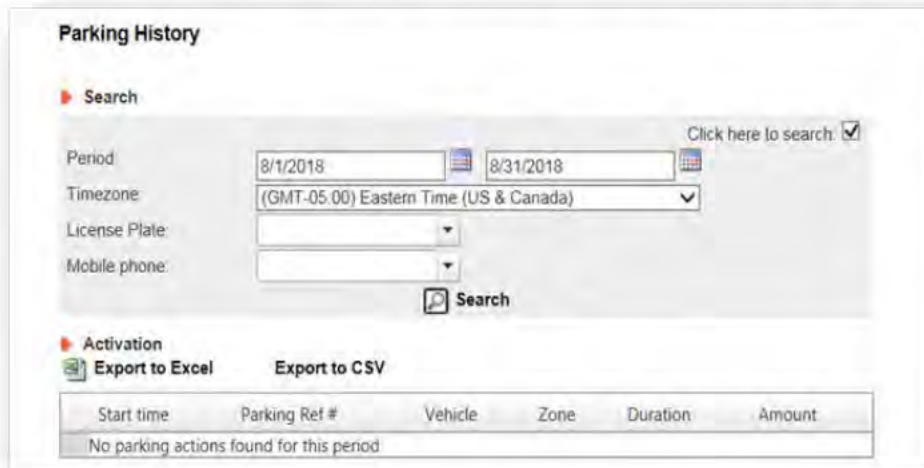 Parking History
Search
Click here to search:
Period
8/1/2018 8/31/2018
Timezone
(GMT-05:00) Eastern Time (US & Canada)
License Plate:
Mobile phone:
Search
Activation
Export to Excel Export to CSV
Start time Parking Ref # Vehicle Zone Duration Amount
No parking actions found for this period